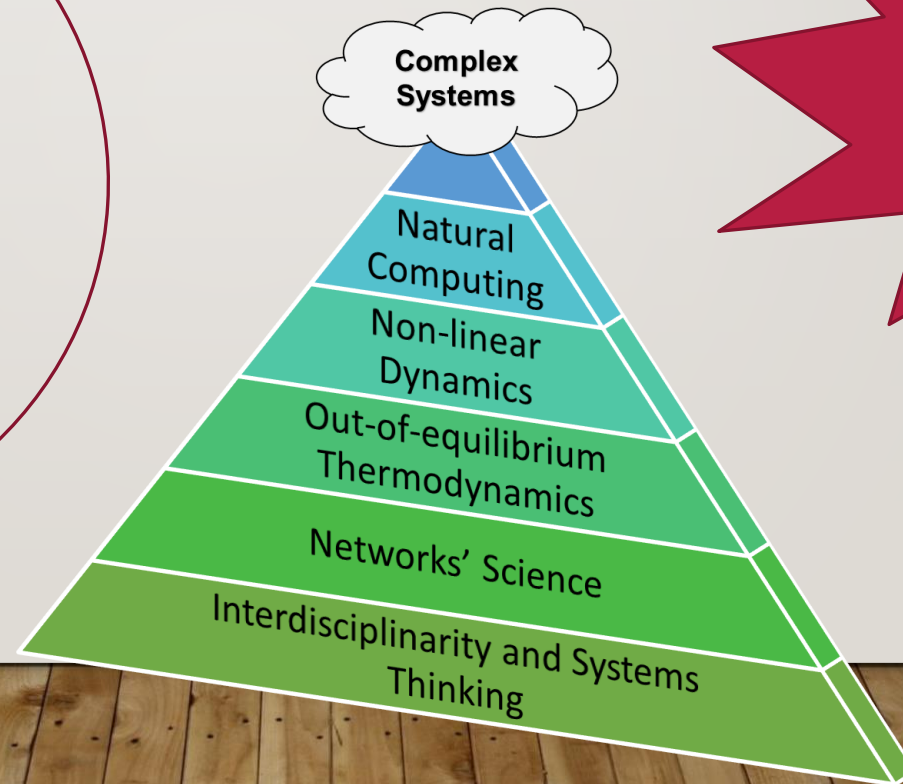 Complex
Systems
Natural
Computing
Non-linear
Dynamics
Out-of-equilibrium
Thermodynamics
Networks’ Science
Interdisciplinarity and Systems
Thinking